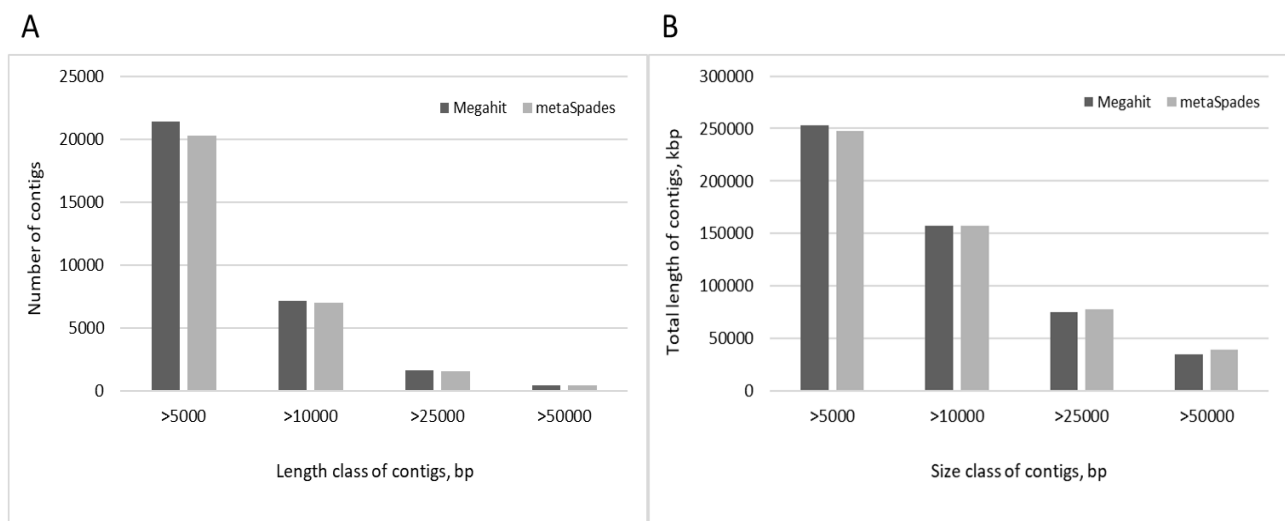 A
25000
20000
15000
10000
5000
0
Number of contigs
Megahit metaSpades
>5000 >10000 >25000 >50000
Length class of contigs, bp
B
300000
250000
200000
150000
100000
50000
0
Total length of contigs, kbp
Megahit metaSpades
>5000 >10000 >25000 >50000
Size class of contigs, bp